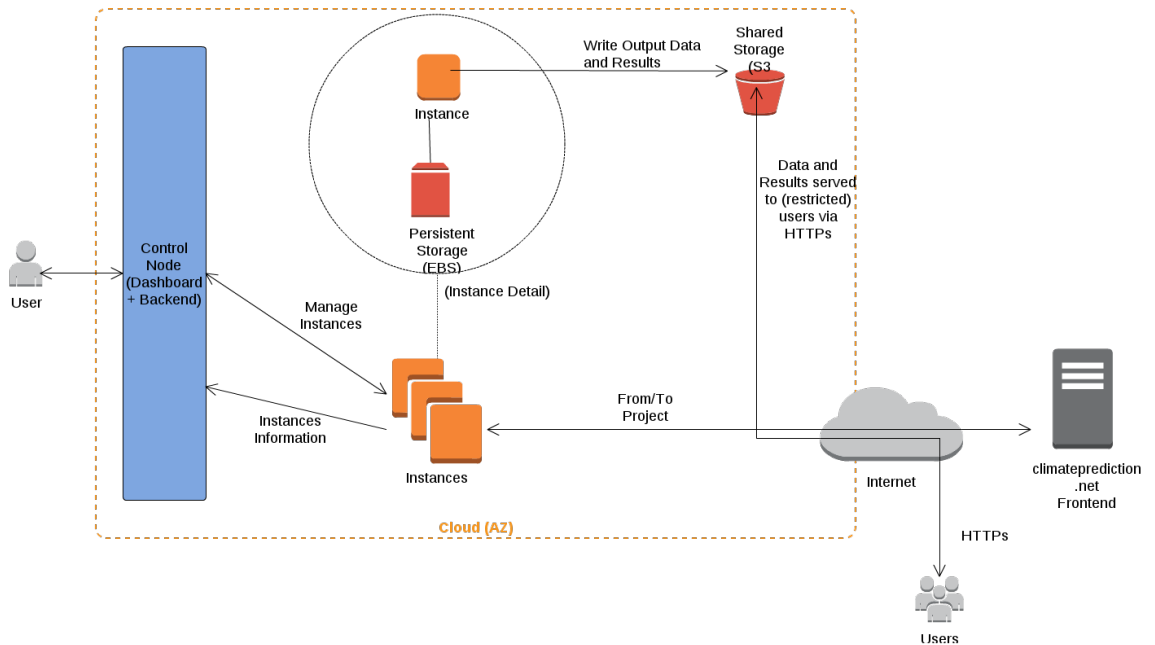 Write Output Data
and Results
Shared
Storage
(S3
Instance
Data and
Results served
to (restricted)
users via
HTTPs
Persistent
Storage
(EBS)
Control
Node
(Dashboard
+ Backend)
User
(Instance Detail)
Manage
Instances
From/To
Project
Instances
Information
Instances
Internet
climateprediction
.net
Frontend
Cloud (AZ)
HTTPs
Users